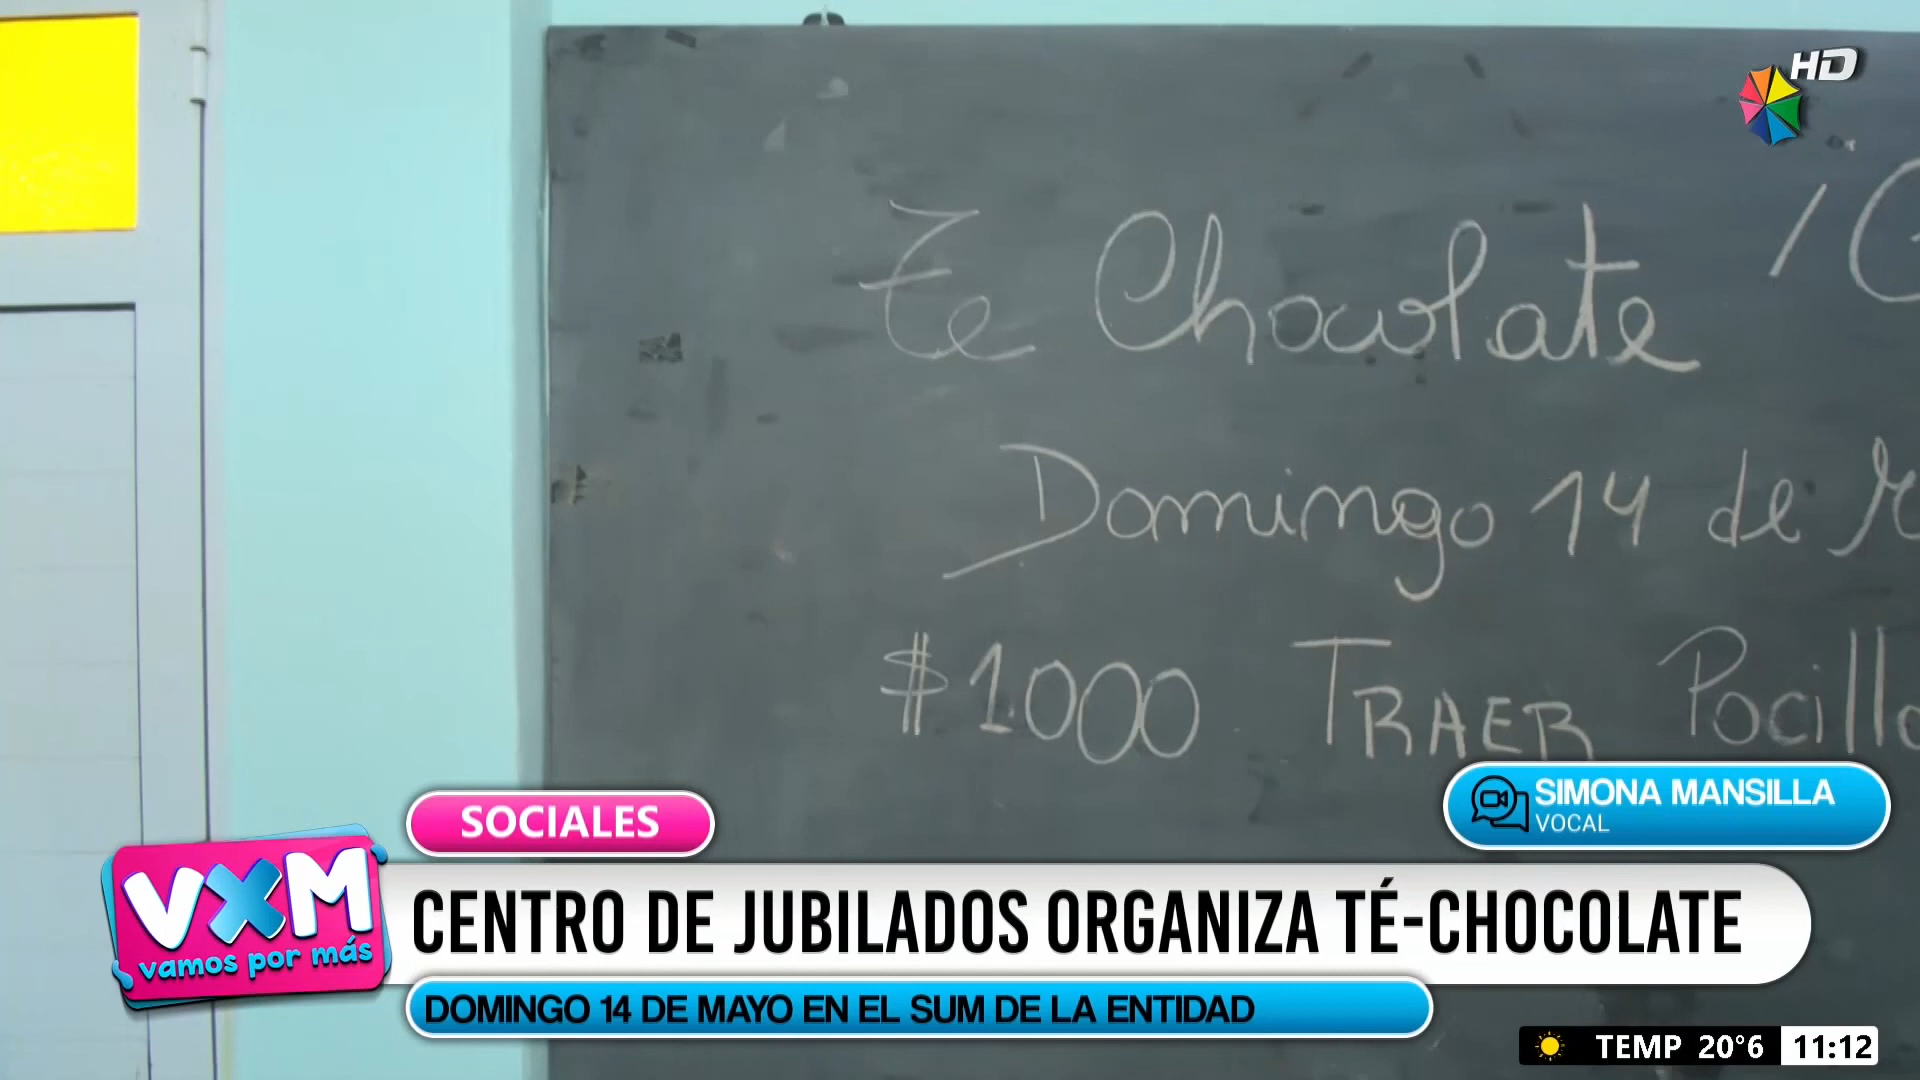 HD
Te Chocolate
Domingo 14 de
$1000 TRAER
SIMONA MANSILLA
VOCAL
SOCIALES
VXM
vamos por más
CENTRO DE JUBILADOS ORGANIZA TÉ-CHOCOLATE
DOMINGO 14 DE MAYO EN EL SUM DE LA ENTIDAD
TEMP 20°6 11:12